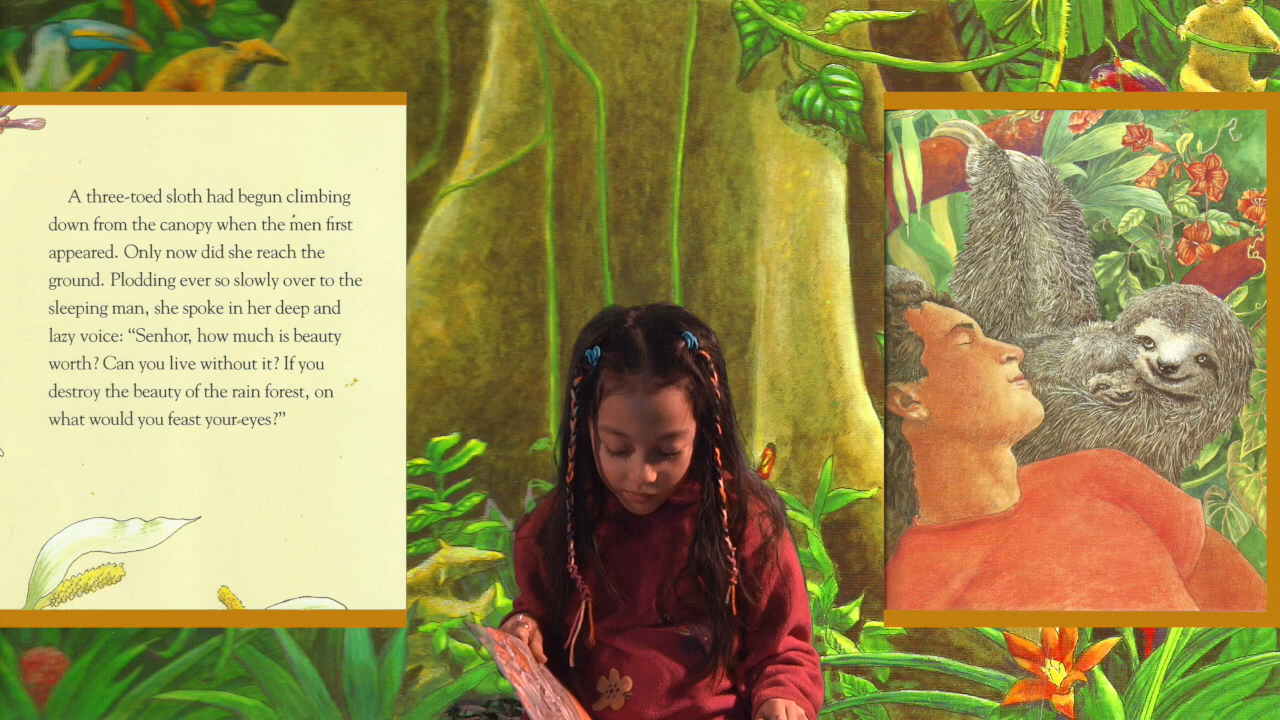 A three-toed sloth had begun climbing
down from the canopy when the men first
appeared. Only now did she reach the
ground. Plodding ever so slowly over to the
sleeping man, she spoke in her deep and
lazy voice: “Senhor, how much is beauty
worth? Can you live without it? If you
destroy the beauty of the rain forest, on
what would you feast your eyes?”